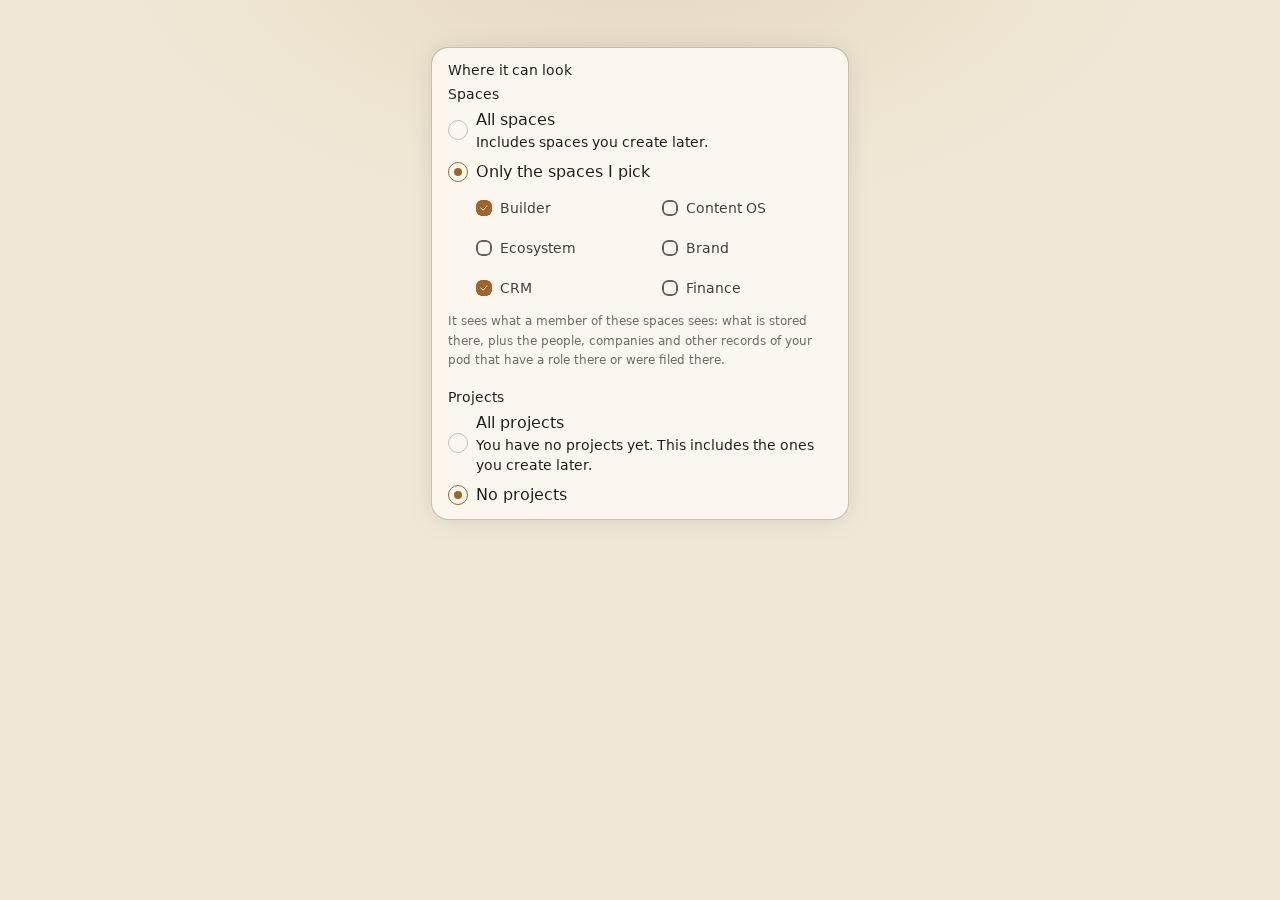 Where it can look
Spaces
All spaces
Includes spaces you create later.
Only the spaces I pick
Builder
Content OS
Ecosystem
Brand
CRM
Finance
It sees what a member of these spaces sees: what is stored
there, plus the people, companies and other records of your
pod that have a role there or were filed there.
Projects
All projects
You have no projects yet. This includes the ones
you create later.
No projects